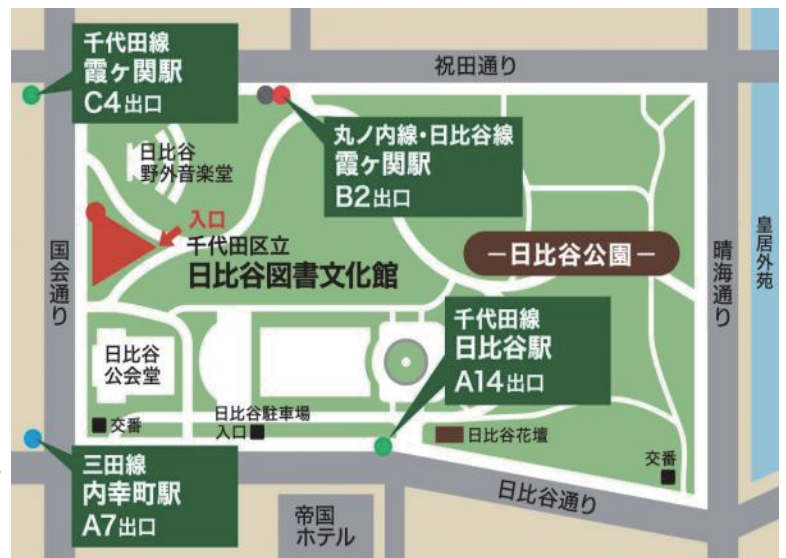 千代田線
霞ヶ関駅
C4出口
祝田通り
丸ノ内線・日比谷線
霞ヶ関駅
B2出口
日比谷
野外音楽堂
入口
千代田区立
日比谷図書文化館
国会通り
－日比谷公園－
晴海通り
皇居外苑
千代田線
日比谷駅
A14出口
日比谷
公会堂
交番
日比谷駐車場
入口
日比谷花壇
交番
三田線
内幸町駅
A7出口
帝国
ホテル
日比谷通り